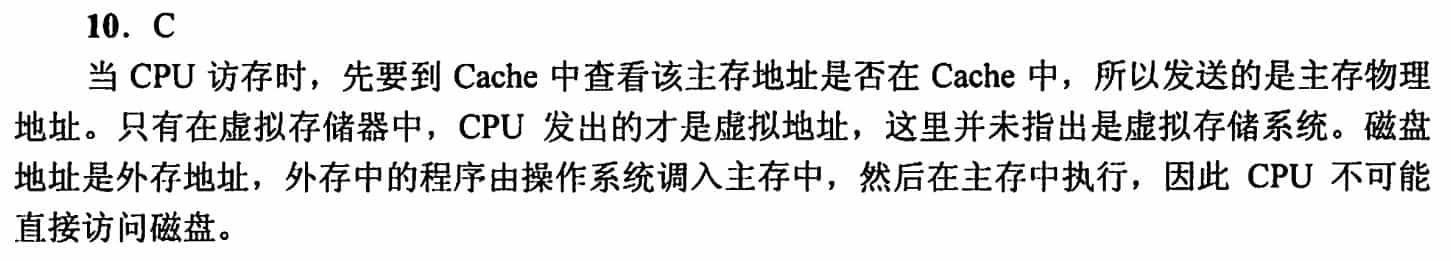 10. C
当 CPU 访存时，先要到 Cache 中查看该主存地址是否在 Cache 中，所以发送的是主存物理
地址。只有在虚拟存储器中，CPU 发出的才是虚拟地址，这里并未指出是虚拟存储系统。磁盘
地址是外存地址，外存中的程序由操作系统调入主存中，然后在主存中执行，因此 CPU 不可能
直接访问磁盘。